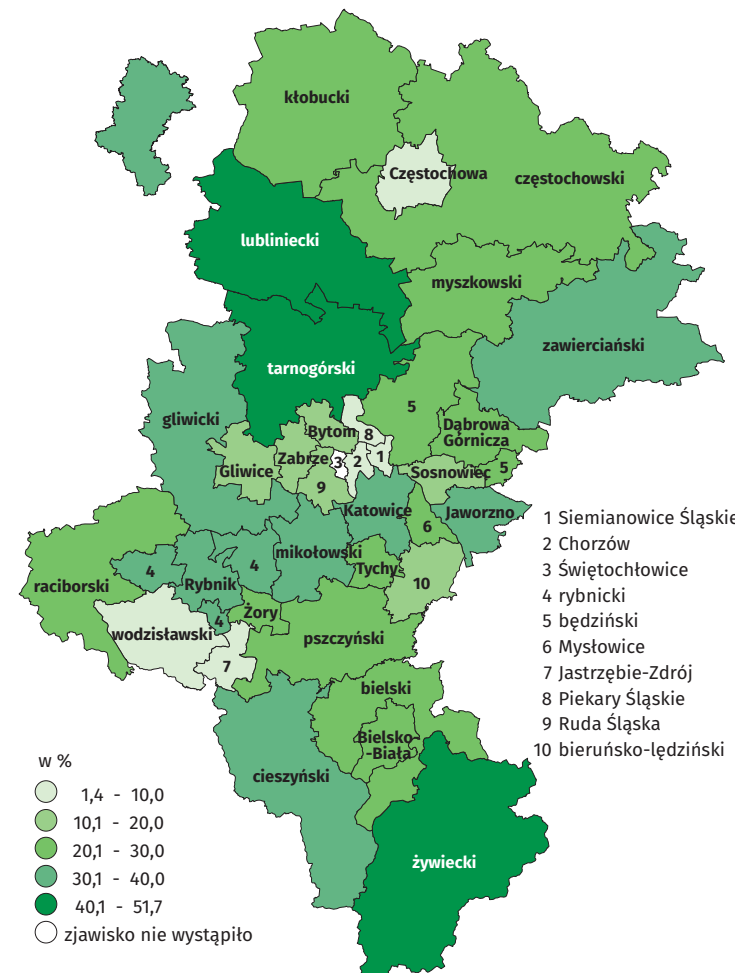 kłobucki
Częstochowa
częstochowski
lubliniecki
myszkowski
zawierciański
tarnogórski
gliwicki
5
Dąbrowa
Górnicza
Bytom
8
Zabrze
3
2
1
Gliwice
9
Sosnowiec
5
Katowice
Jaworzno
6
mikołowski
4
4
Rybnik
Tychy
10
raciborski
4
Żory
wodzisławski
7
pszczyński
bielski
Bielsko-
-Biała
cieszyński
żywiecki
1 Siemianowice Śląskie
2 Chorzów
3 Świętochłowice
4 rybnicki
5 będziński
6 Mysłowice
7 Jastrzębie-Zdrój
8 Piekary Śląskie
9 Ruda Śląska
10 bieruńsko-lędziński
w %
1,4 - 10,0
10,1 - 20,0
20,1 - 30,0
30,1 - 40,0
40,1 - 51,7
zjawisko nie wystąpiło